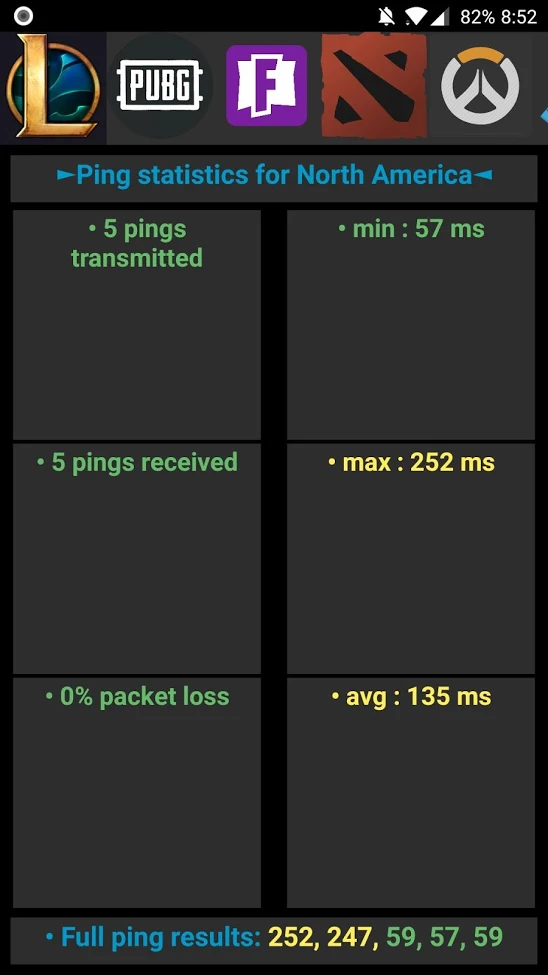 82% 8:52
PUBG
F
►Ping statistics for North America◄
• 5 pings
transmitted
• min : 57 ms
• 5 pings received
• max : 252 ms
• 0% packet loss
• avg : 135 ms
• Full ping results: 252, 247, 59, 57, 59